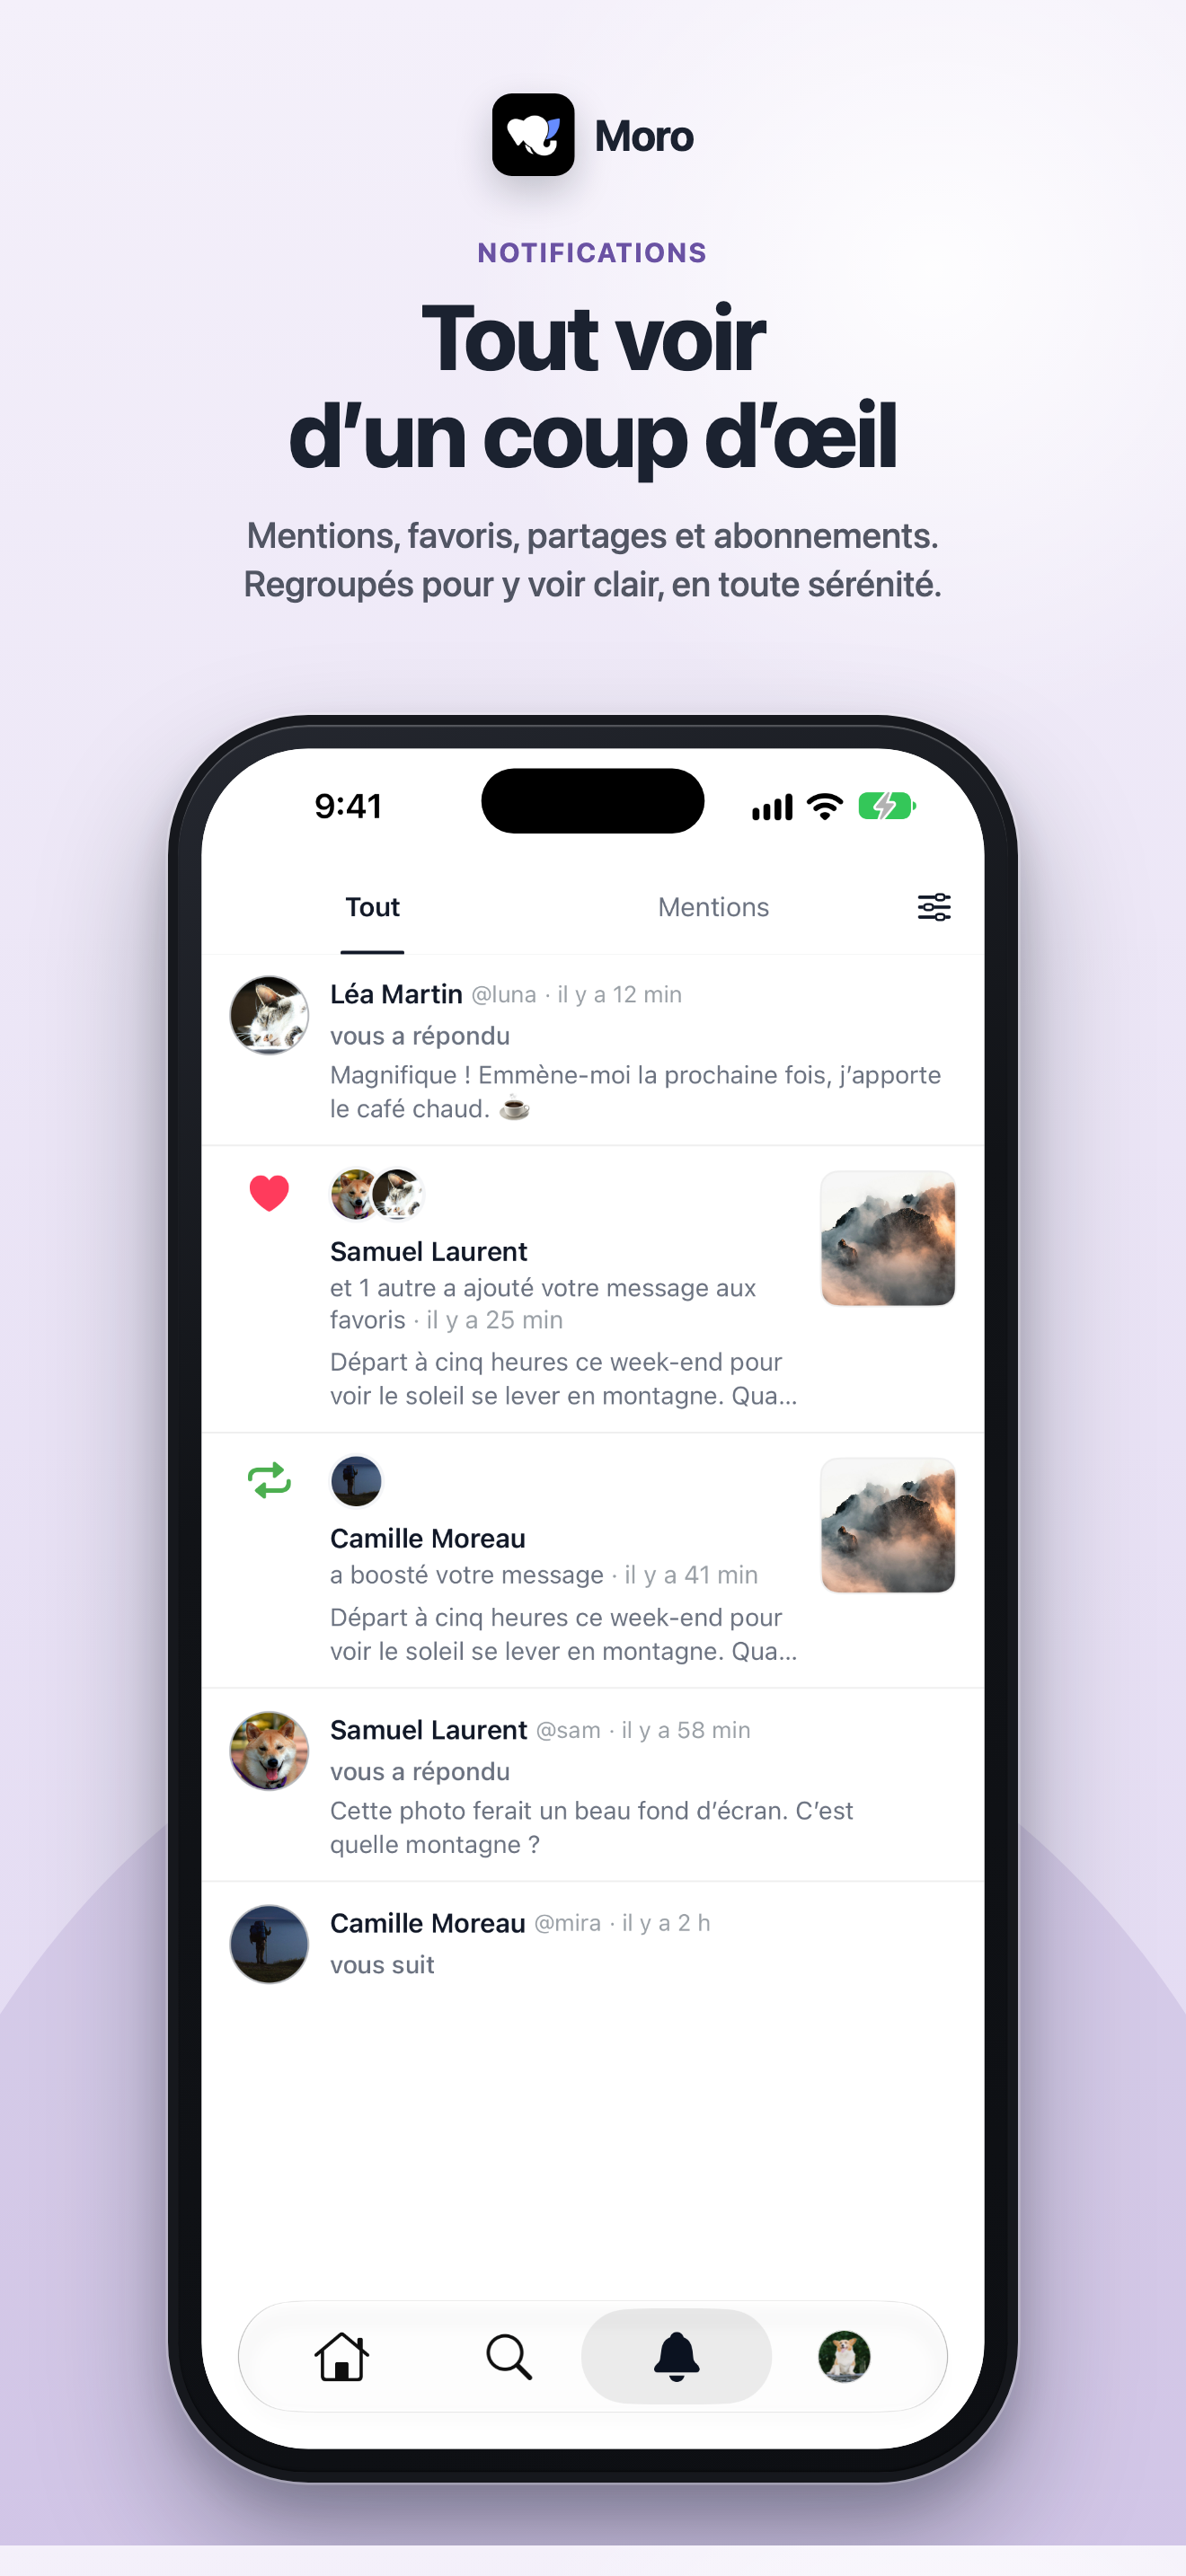 Moro
NOTIFICATIONS
Tout voir
d’un coup d’œil
Mentions, favoris, partages et abonnements.
Regroupés pour y voir clair, en toute sérénité.
9:41
Tout
Mentions
Léa Martin @luna · il y a 12 min
vous a répondu
Magnifique ! Emmène-moi la prochaine fois, j’apporte
le café chaud. ☕
Samuel Laurent
et 1 autre a ajouté votre message aux
favoris · il y a 25 min
Départ à cinq heures ce week-end pour
voir le soleil se lever en montagne. Qua...
Camille Moreau
a boosté votre message · il y a 41 min
Départ à cinq heures ce week-end pour
voir le soleil se lever en montagne. Qua...
Samuel Laurent @sam · il y a 58 min
vous a répondu
Cette photo ferait un beau fond d’écran. C’est
quelle montagne ?
Camille Moreau @mira · il y a 2 h
vous suit